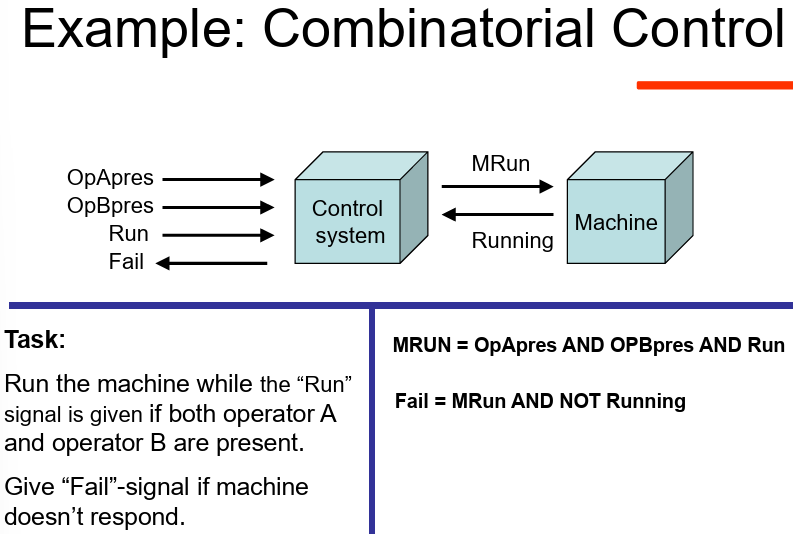 Example: Combinatorial Control
OpApres
OpBpres
Run
Fail
Control
system
MRun
Running
Machine
Task:
Run the machine while the “Run”
signal is given if both operator A
and operator B are present.
Give “Fail”-signal if machine
doesn’t respond.
MRUN = OpApres AND OPBpres AND Run
Fail = MRun AND NOT Running